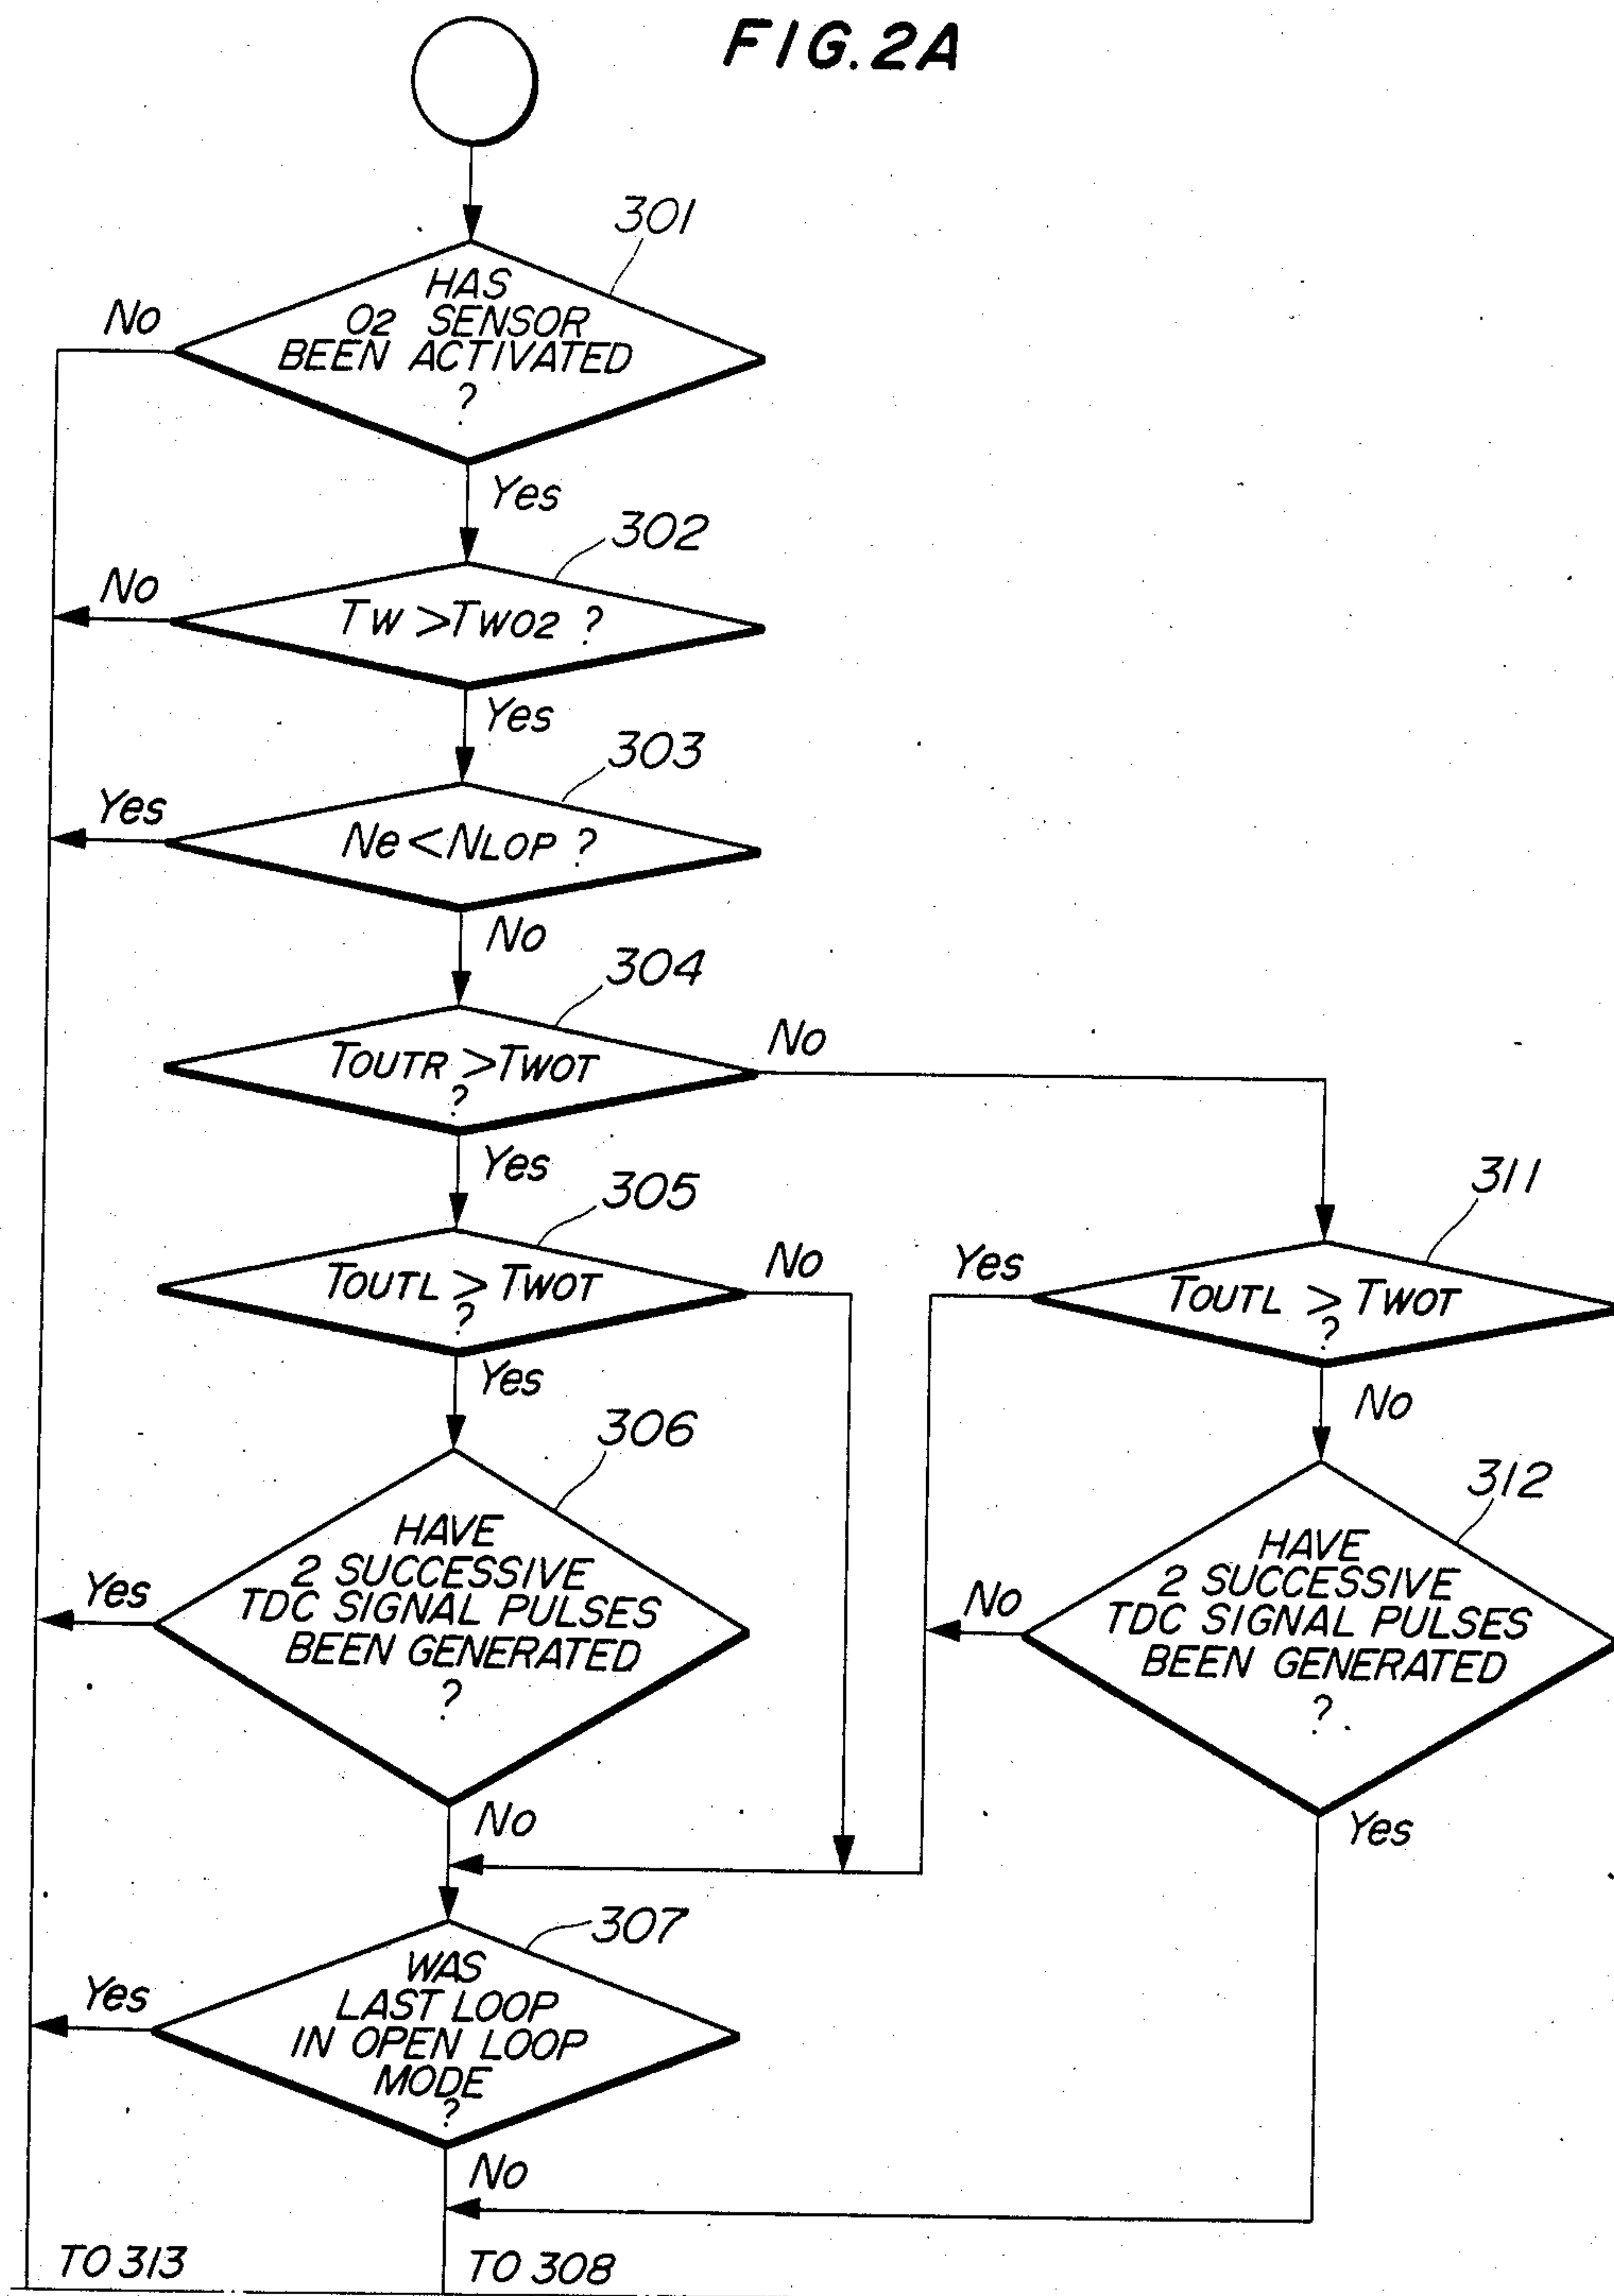 FIG.2A
301
HAS
O2 SENSOR
BEEN ACTIVATED
?
No
Yes
302
TW >TWO2 ?
No
Yes
303
Ne<NLOP ?
Yes
No
304
TOUTR >TWOT
?
No
Yes
305
TOUTL > TWOT
?
No
Yes
311
TOUTL > TWOT
?
Yes
No
306
HAVE
2 SUCCESSIVE
TDC SIGNAL PULSES
BEEN GENERATED
?
Yes
No
312
HAVE
2 SUCCESSIVE
TDC SIGNAL PULSES
BEEN GENERATED
?
No
Yes
307
WAS
LAST LOOP
IN OPEN LOOP
MODE
?
Yes
No
TO 313
TO 308